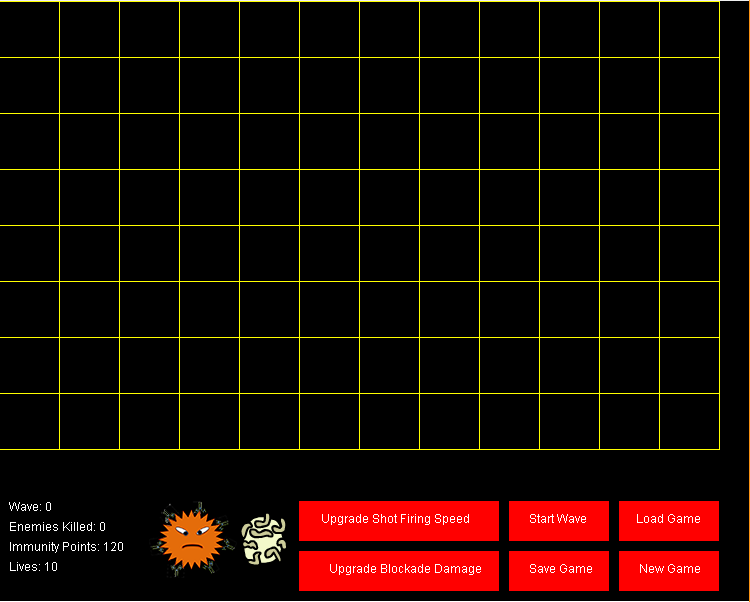 Wave: 0
Enemies Killed: 0
Immunity Points: 120
Lives: 10
Upgrade Shot Firing Speed
Start Wave
Load Game
Upgrade Blockade Damage
Save Game
New Game